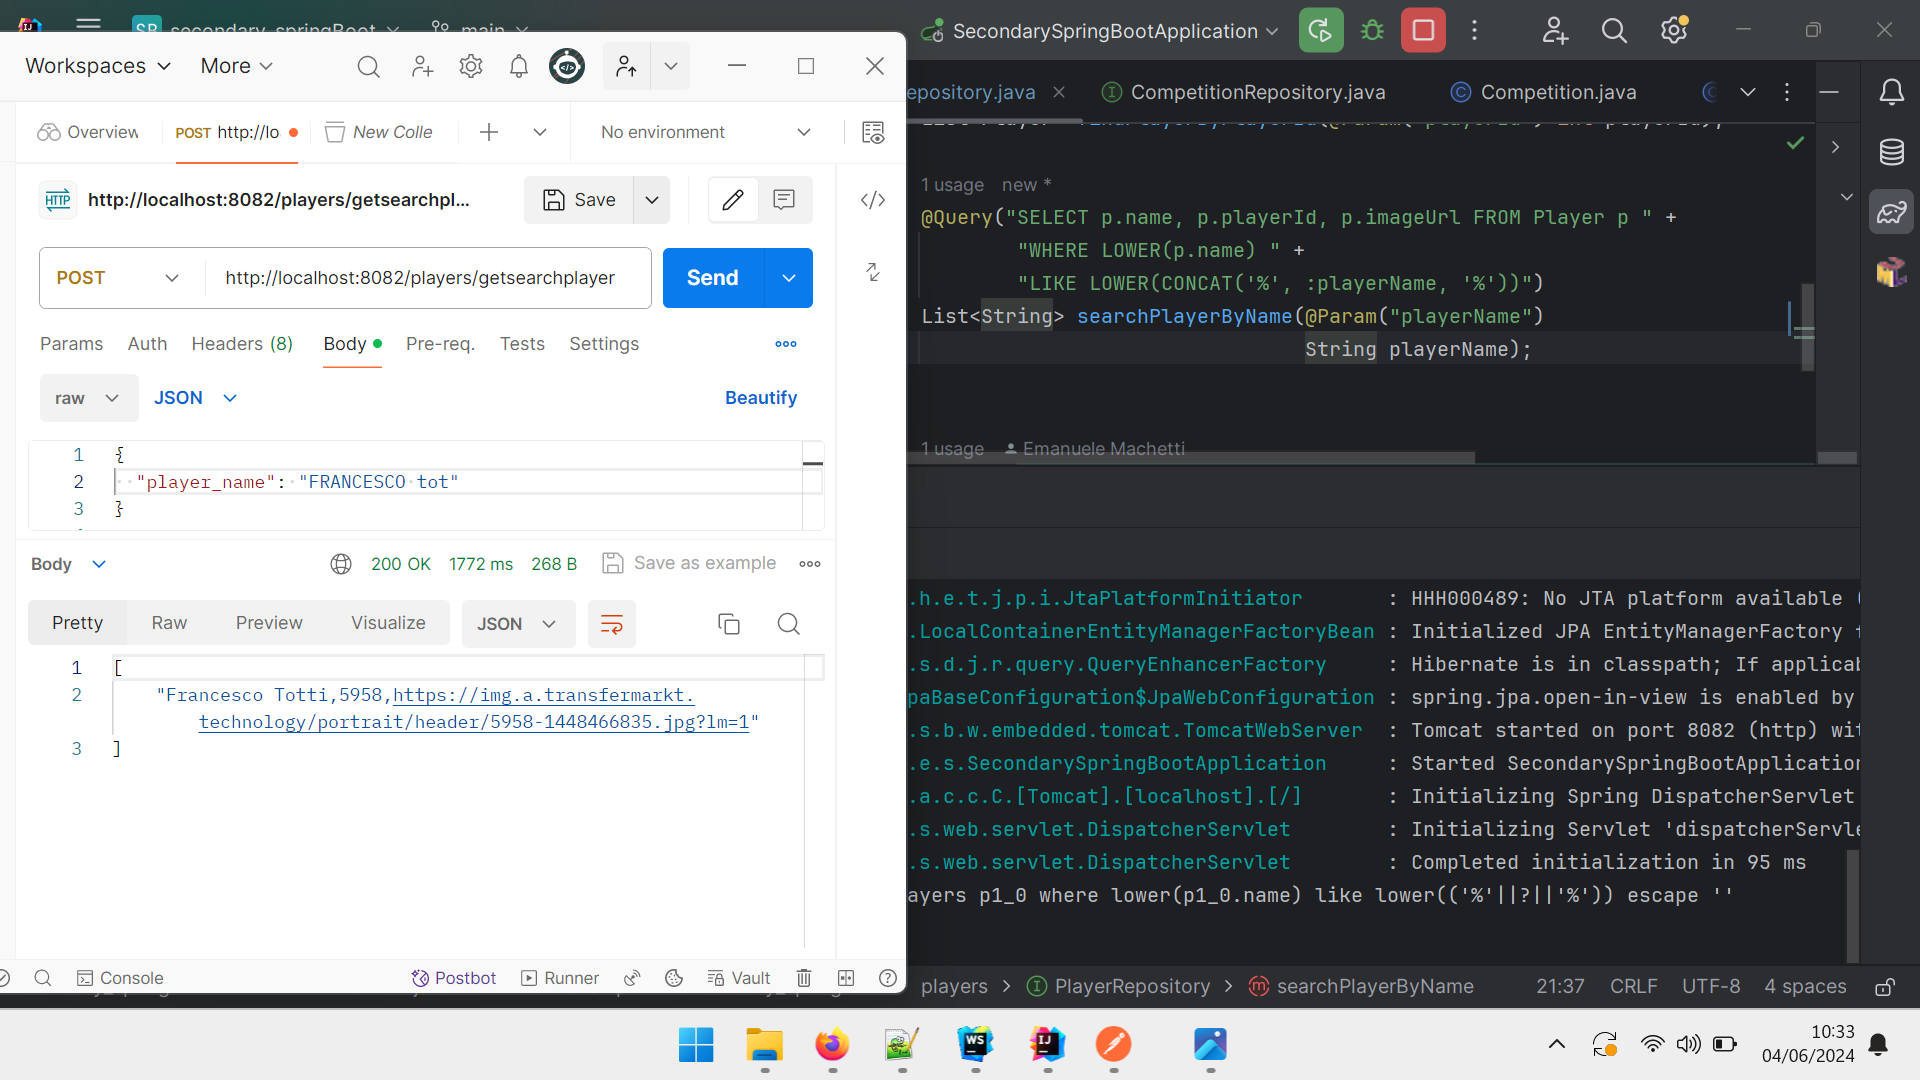 SB secondary_springBoot main
SecondarySpringBootApplication
Workspaces More
Overview POST http://lo New Colle No environment
HTTP http://localhost:8082/players/getsearchpl... Save
POST http://localhost:8082/players/getsearchplayer Send
Params Auth Headers (8) Body Pre-req. Tests Settings
raw JSON Beautify
1 {
2 "player_name": "FRANCESCO tot"
3 }
Body 200 OK 1772 ms 268 B Save as example
Pretty Raw Preview Visualize JSON
1 [
2 "Francesco Totti,5958,https://img.a.transfermarkt.
technology/portrait/header/5958-1448466835.jpg?lm=1"
3 ]
Console Postbot Runner Vault
epository.java CompetitionRepository.java Competition.java
1 usage new *
@Query("SELECT p.name, p.playerId, p.imageUrl FROM Player p " +
"WHERE LOWER(p.name) " +
"LIKE LOWER(CONCAT('%', :playerName, '%'))")
List<String> searchPlayerByName(@Param("playerName")
String playerName);
1 usage Emanuele Machetti
.h.e.t.j.p.i.JtaPlatformInitiator : HHH000489: No JTA platform available (
.LocalContainerEntityManagerFactoryBean : Initialized JPA EntityManagerFactory f
.s.d.j.r.query.QueryEnhancerFactory : Hibernate is in classpath; If applicab
paBaseConfiguration$JpaWebConfiguration : spring.jpa.open-in-view is enabled by
.s.b.w.embedded.tomcat.TomcatWebServer : Tomcat started on port 8082 (http) wit
.e.s.SecondarySpringBootApplication : Started SecondarySpringBootApplication
.a.c.c.C.[Tomcat].[localhost].[/] : Initializing Spring DispatcherServlet
.s.web.servlet.DispatcherServlet : Initializing Servlet 'dispatcherServle
.s.web.servlet.DispatcherServlet : Completed initialization in 95 ms
ayers p1_0 where lower(p1_0.name) like lower(('%'||?||'%')) escape ''
players PlayerRepository searchPlayerByName 21:37 CRLF UTF-8 4 spaces
10:33
04/06/2024